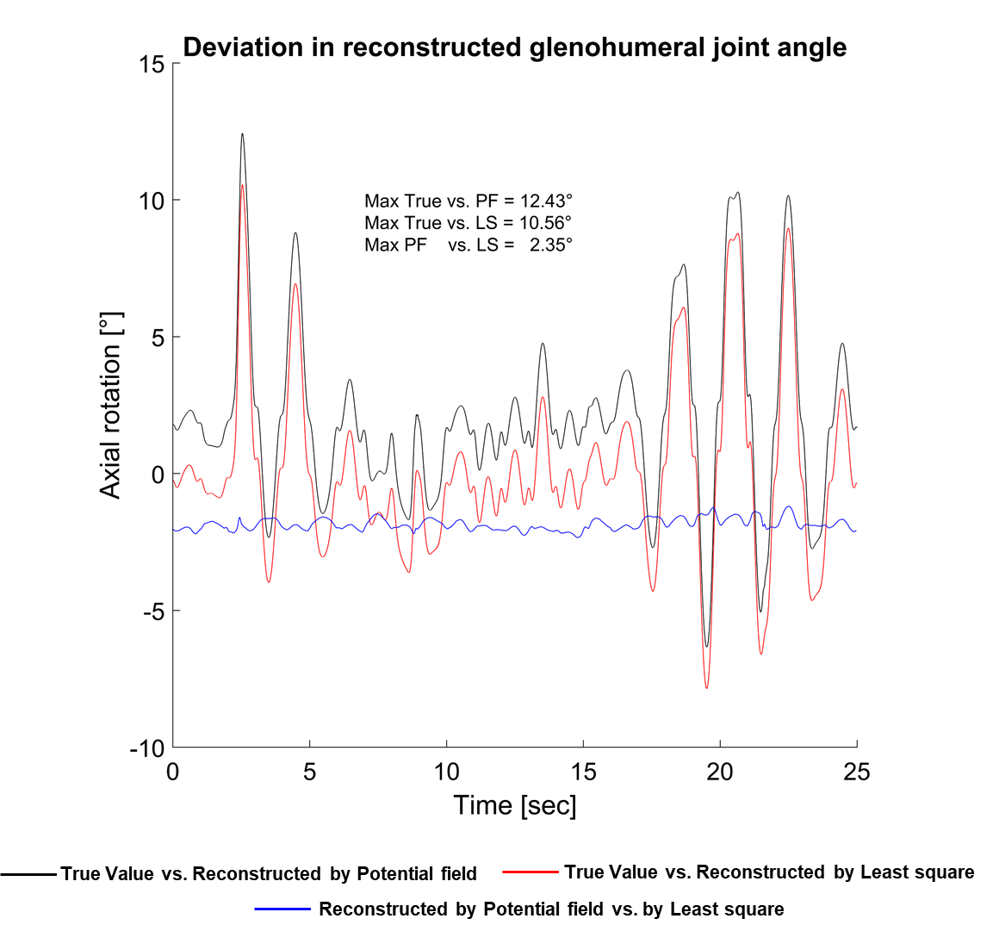 Deviation in reconstructed glenohumeral joint angle
15
10
5
0
-5
-10
Axial rotation [°]
Max True vs. PF = 12.43°
Max True vs. LS = 10.56°
Max PF vs. LS = 2.35°
0 5 10 15 20 25
Time [sec]
True Value vs. Reconstructed by Potential field
True Value vs. Reconstructed by Least square
Reconstructed by Potential field vs. by Least square